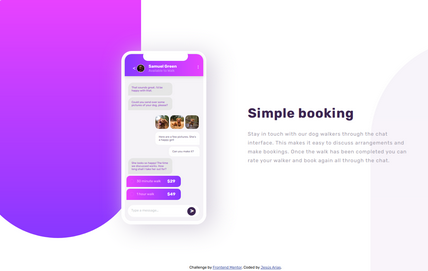 Samuel Green
Available to Walk
That sounds great. I'd be
happy with that.
Could you send over some
pictures of your dog, please?
Here are a few pictures. She's
a happy girl!
Can you make it?
She looks so happy! The time
we discussed works. How
long shall I take her out for?
30 minute walk $29
1 hour walk $49
Type a message…
Simple booking
Stay in touch with our dog walkers through the chat
interface. This makes it easy to discuss arrangements and
make bookings. Once the walk has been completed you can
rate your walker and book again all through the chat.
Challenge by Frontend Mentor. Coded by